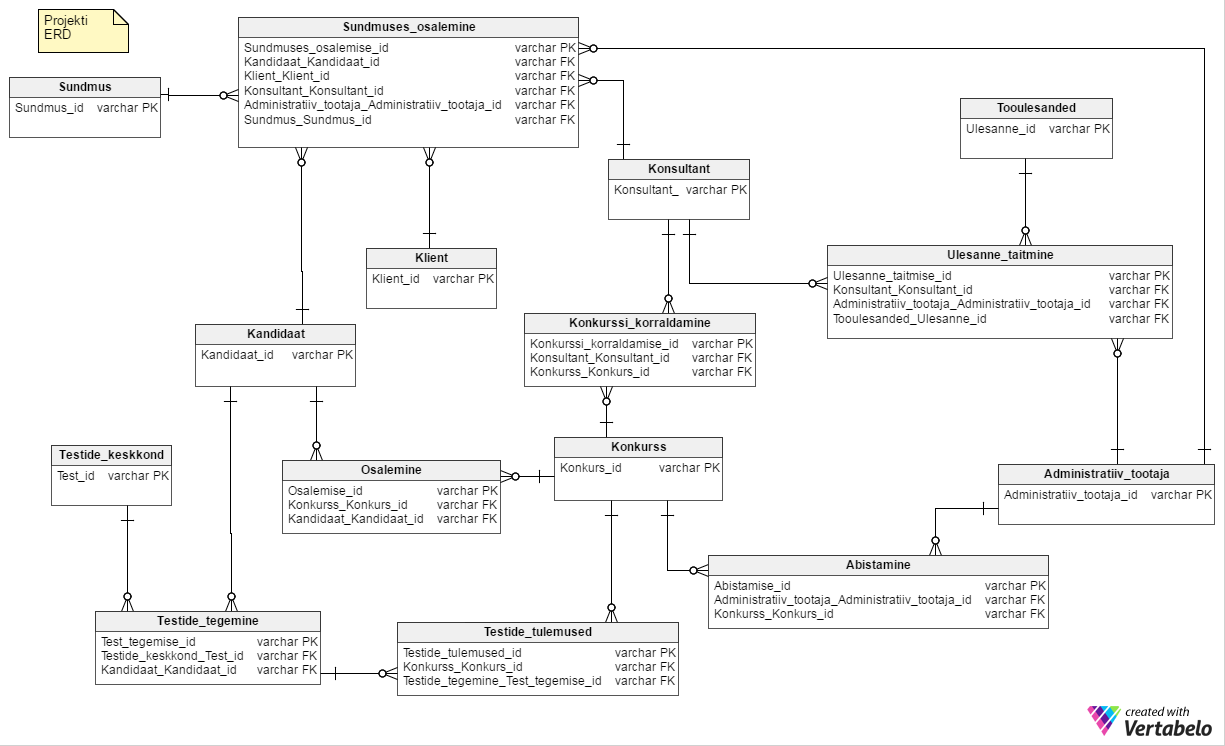 Projekti
ERD
Sundmuses_osalemine
Sundmuses_osalemise_id varchar PK
Kandidaat_Kandidaat_id varchar FK
Klient_Klient_id varchar FK
Konsultant_Konsultant_id varchar FK
Administratiiv_tootaja_Administratiiv_tootaja_id varchar FK
Sundmus_Sundmus_id varchar FK
Sundmus
Sundmus_id varchar PK
Tooulesanded
Ulesanne_id varchar PK
Konsultant
Konsultant_ varchar PK
Klient
Klient_id varchar PK
Ulesanne_taitmine
Ulesanne_taitmise_id varchar PK
Konsultant_Konsultant_id varchar FK
Administratiiv_tootaja_Administratiiv_tootaja_id varchar FK
Tooulesanded_Ulesanne_id varchar FK
Kandidaat
Kandidaat_id varchar PK
Konkurssi_korraldamine
Konkurssi_korraldamise_id varchar PK
Konsultant_Konsultant_id varchar FK
Konkurss_Konkurs_id varchar FK
Testide_keskkond
Test_id varchar PK
Osalemine
Osalemise_id varchar PK
Konkurss_Konkurs_id varchar FK
Kandidaat_Kandidaat_id varchar FK
Konkurss
Konkurs_id varchar PK
Administratiiv_tootaja
Administratiiv_tootaja_id varchar PK
Abistamine
Abistamise_id varchar PK
Administratiiv_tootaja_Administratiiv_tootaja_id varchar FK
Konkurss_Konkurs_id varchar FK
Testide_tegemine
Test_tegemise_id varchar PK
Testide_keskkond_Test_id varchar FK
Kandidaat_Kandidaat_id varchar FK
Testide_tulemused
Testide_tulemused_id varchar PK
Konkurss_Konkurs_id varchar FK
Testide_tegemine_Test_tegemise_id varchar FK
created with
Vertabelo